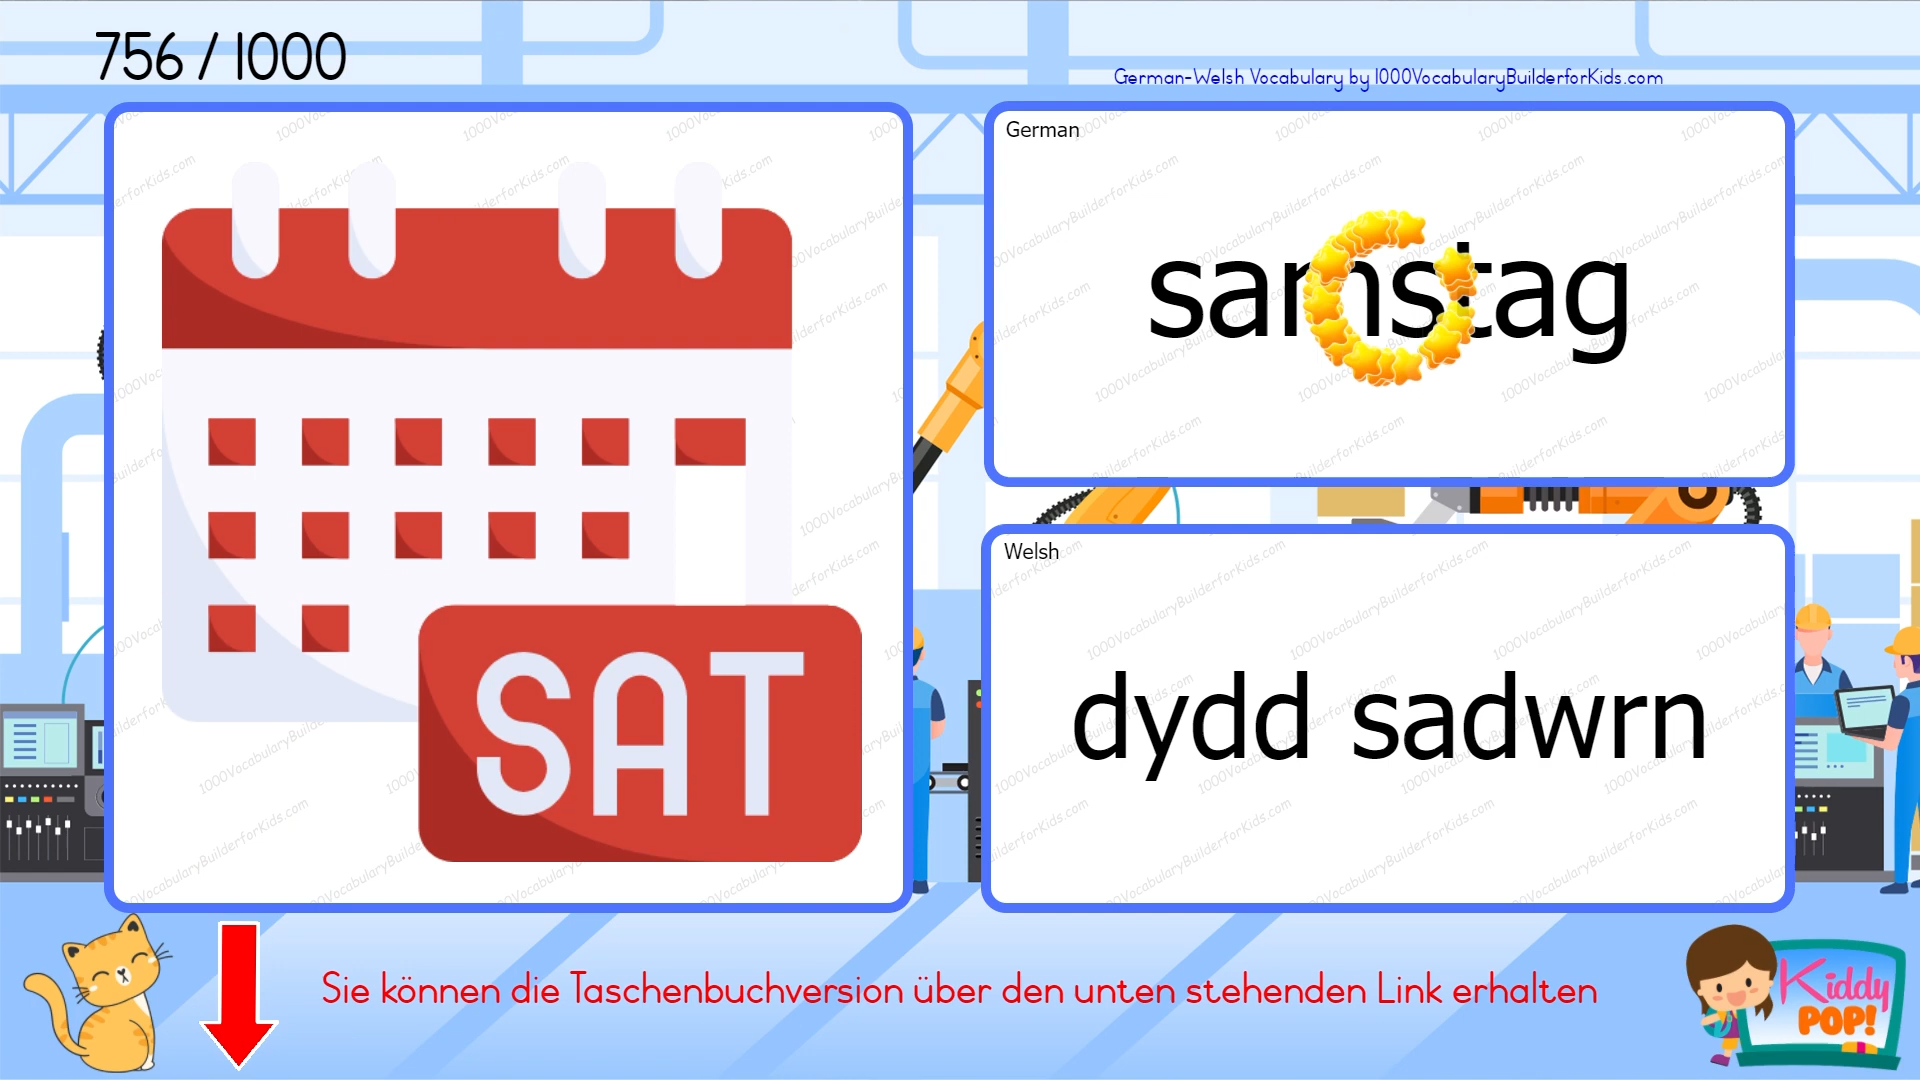 756 / 1000
German-Welsh Vocabulary by 1000VocabularyBuilderforKids.com
SAT
German
samstag
Welsh
dydd sadwrn
Sie können die Taschenbuchversion über den unten stehenden Link erhalten
Kiddy
POP!